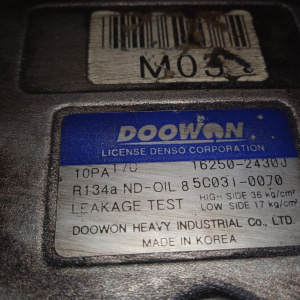 M03
DOOWON
LICENSE DENSO CORPORATION
10PA17C 16250-2430J
R134a ND-OIL 8 5C031-0070
LEAKAGE TEST HIGH SIDE 36 kg/cm²
LOW SIDE 17 kg/cm²
DOOWON HEAVY INDUSTRIAL Co., LTD.
MADE IN KOREA